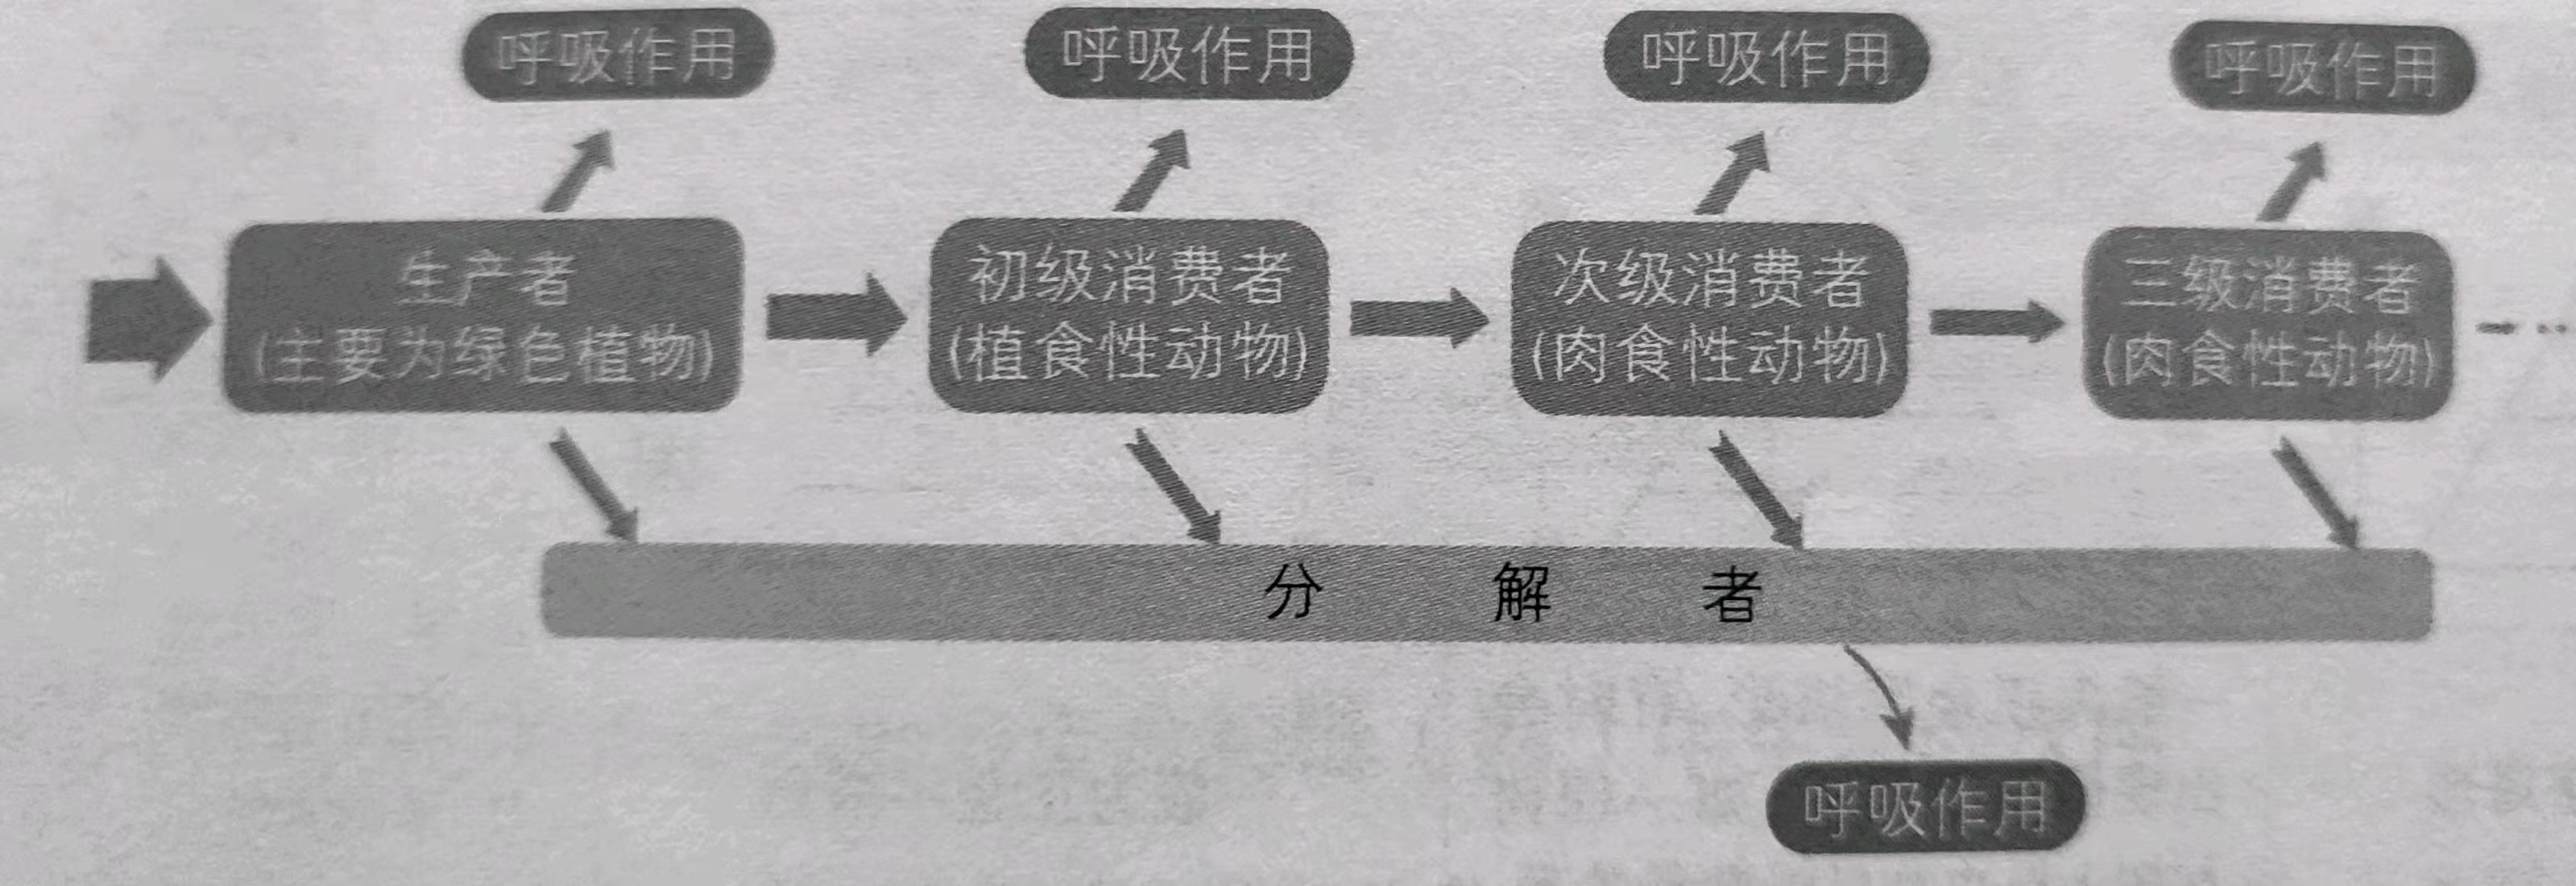 呼吸作用
呼吸作用
呼吸作用
呼吸作用
生产者
(主要为绿色植物)
初级消费者
(植食性动物)
次级消费者
(肉食性动物)
三级消费者
(肉食性动物)
分 解 者
呼吸作用